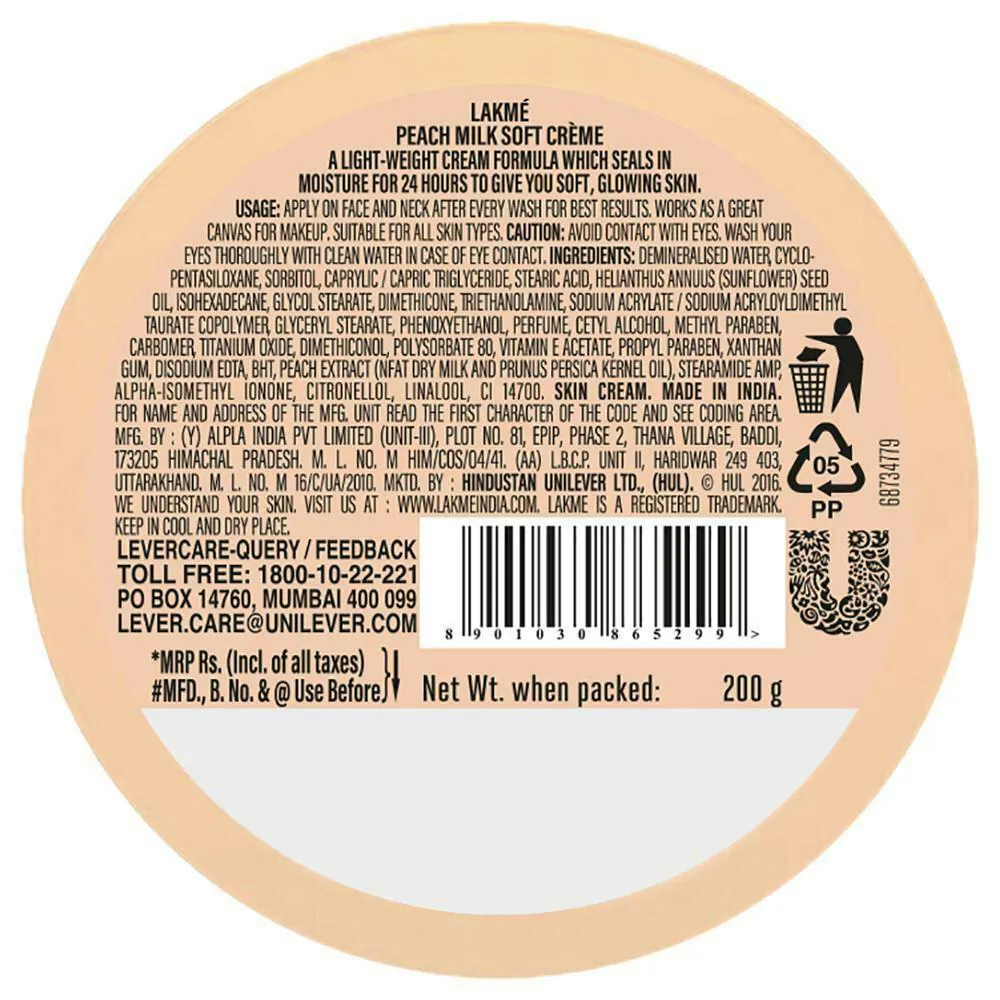 LAKMÉ
PEACH MILK SOFT CRÈME
A LIGHT-WEIGHT CREAM FORMULA WHICH SEALS IN
MOISTURE FOR 24 HOURS TO GIVE YOU SOFT, GLOWING SKIN.
USAGE: APPLY ON FACE AND NECK AFTER EVERY WASH FOR BEST RESULTS. WORKS AS A GREAT
CANVAS FOR MAKEUP. SUITABLE FOR ALL SKIN TYPES. CAUTION: AVOID CONTACT WITH EYES. WASH YOUR
EYES THOROUGHLY WITH CLEAN WATER IN CASE OF EYE CONTACT. INGREDIENTS: DEMINERALISED WATER, CYCLO-
PENTASILOXANE, SORBITOL, CAPRYLIC / CAPRIC TRIGLYCERIDE, STEARIC ACID, HELIANTHUS ANNUUS (SUNFLOWER) SEED
OIL, ISOHEXADECANE, GLYCOL STEARATE, DIMETHICONE, TRIETHANOLAMINE, SODIUM ACRYLATE / SODIUM ACRYLOYLDIMETHYL
TAURATE COPOLYMER, GLYCERYL STEARATE, PHENOXYETHANOL, PERFUME, CETYL ALCOHOL, METHYL PARABEN,
CARBOMER, TITANIUM OXIDE, DIMETHICONOL, POLYSORBATE 80, VITAMIN E ACETATE, PROPYL PARABEN, XANTHAN
GUM, DISODIUM EDTA, BHT, PEACH EXTRACT (NFAT DRY MILK AND PRUNUS PERSICA KERNEL OIL), STEARAMIDE AMP,
ALPHA-ISOMETHYL IONONE, CITRONELLOL, LINALOOL, CI 14700. SKIN CREAM. MADE IN INDIA.
FOR NAME AND ADDRESS OF THE MFG. UNIT READ THE FIRST CHARACTER OF THE CODE AND SEE CODING AREA.
MFG. BY : (Y) ALPLA INDIA PVT LIMITED (UNIT-III), PLOT NO. 81, EPIP, PHASE 2, THANA VILLAGE, BADDI,
173205 HIMACHAL PRADESH. M. L. NO. M HIM/COS/04/41. (AA) L.B.C.P. UNIT II, HARIDWAR 249 403,
UTTARAKHAND. M. L. NO. M 16/C/UA/2010. MKTD. BY : HINDUSTAN UNILEVER LTD., (HUL). © HUL 2016.
WE UNDERSTAND YOUR SKIN. VISIT US AT : WWW.LAKMEINDIA.COM. LAKME IS A REGISTERED TRADEMARK.
KEEP IN COOL AND DRY PLACE.
LEVERCARE-QUERY / FEEDBACK
TOLL FREE: 1800-10-22-221
PO BOX 14760, MUMBAI 400 099
LEVER.CARE@UNILEVER.COM
8 901030 865299 >
05
PP
68734779
*MRP Rs. (Incl. of all taxes)
#MFD., B. No. & @ Use Before
Net Wt. when packed: 200 g